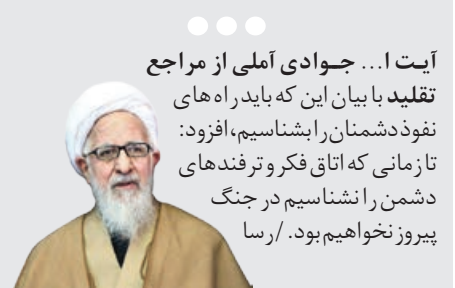 آیت ا... جوادی آملی از مراجع
تقلید با بیان این که باید راه های
نفوذ دشمنان را بشناسیم، افزود:
تا زمانی که اتاق فکر و ترفندهای
دشمن را نشناسیم در جنگ
پیروز نخواهیم بود. /رسا